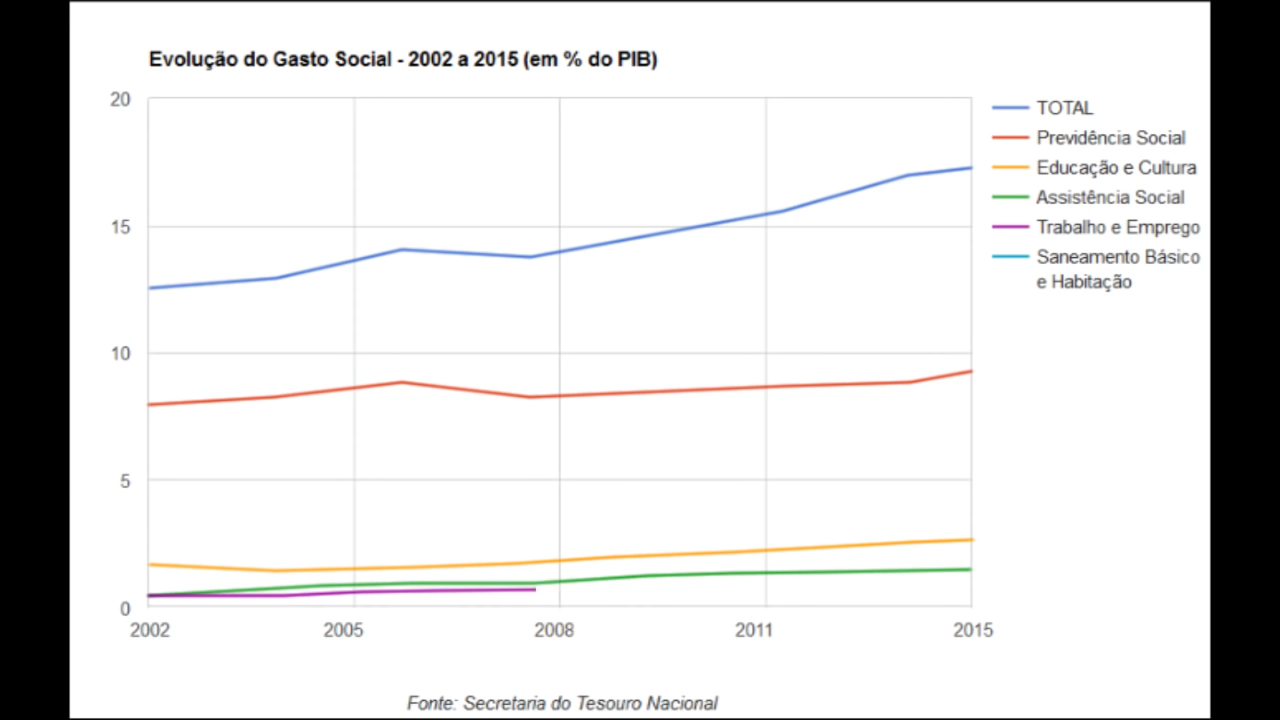 Evolução do Gasto Social - 2002 a 2015 (em % do PIB)
20
15
10
5
0
2002
2005
2008
2011
2015
TOTAL
Previdência Social
Educação e Cultura
Assistência Social
Trabalho e Emprego
Saneamento Básico
e Habitação
Fonte: Secretaria do Tesouro Nacional